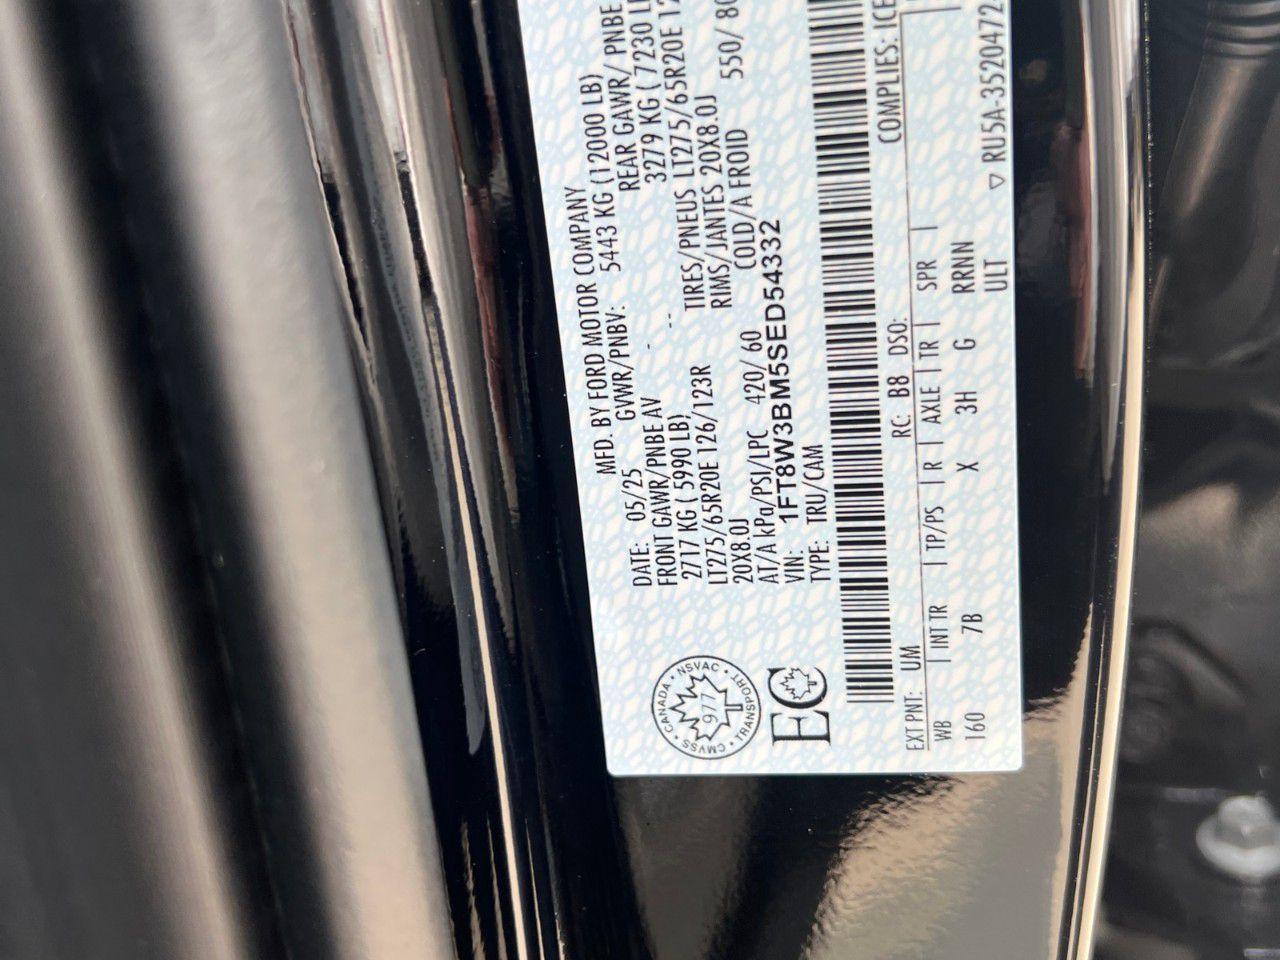 MFD. BY FORD MOTOR COMPANY
DATE: 05/25 GVWR/PNBV: 5443 KG (12000 LB)
FRONT GAWR/PNBE AV - -- REAR GAWR/ PNBE
2717 KG ( 5990 LB) 3279 KG ( 7230
LT275/65R20E 126/123R TIRES/PNEUS LT275/65R20E
20X8.0J RIMS/JANTES 20X8.0J
AT/A kPa/PSI/LPC 420/ 60 COLD/A FROID 550/
VIN: 1FT8W3BM5SED54332
TYPE: TRU/CAM
CANADA • NSVAC • TRANSPORT • CMVSS •
977
EC
COMPLIES: ICE
EXT PNT: UM RC: B8 DSO:
WB | INT TR | TP/PS | R | AXLE | TR | SPR |
160 7B X 3H G RRNN
ULT ▽ RU5A-3520472